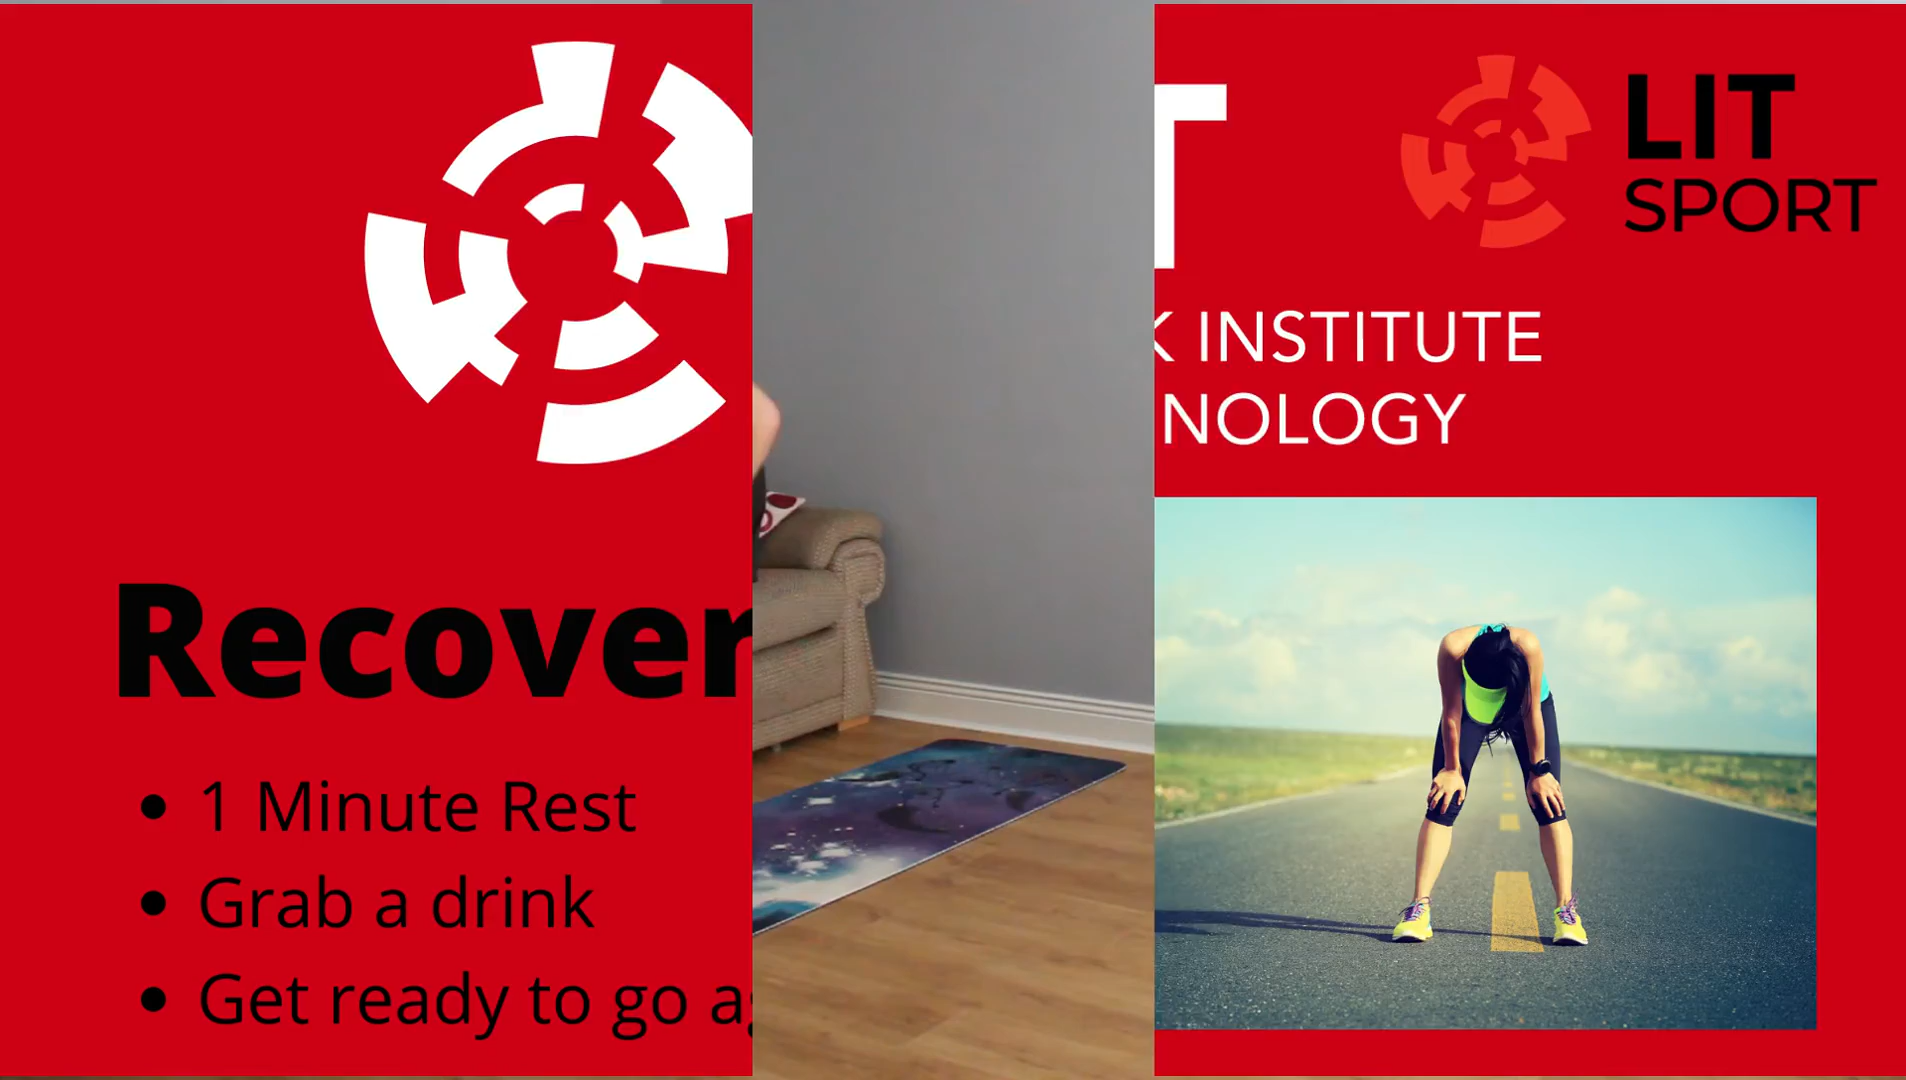 T
LIT
SPORT
K INSTITUTE
NOLOGY
Recover
• 1 Minute Rest
• Grab a drink
• Get ready to go a